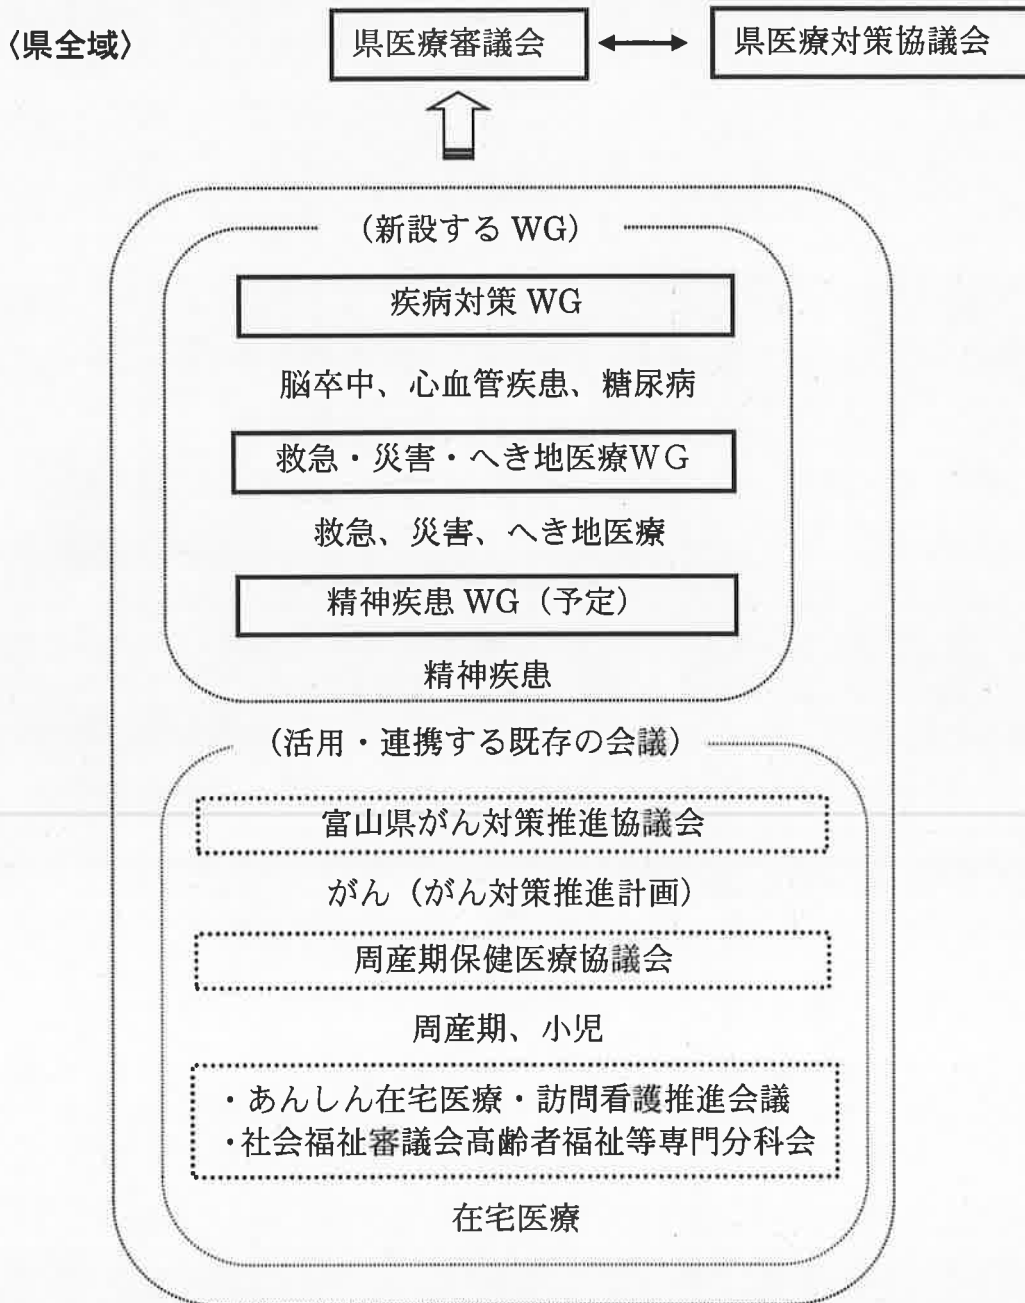 〈県全域〉
県医療審議会
県医療対策協議会
(新設する WG)
疾病対策 WG
脳卒中、心血管疾患、糖尿病
救急・災害・へき地医療WG
救急、災害、へき地医療
精神疾患 WG（予定）
精神疾患
(活用・連携する既存の会議)
富山県がん対策推進協議会
がん（がん対策推進計画）
周産期保健医療協議会
周産期、小児
・あんしん在宅医療・訪問看護推進会議
・社会福祉審議会高齢者福祉等専門分科会
在宅医療